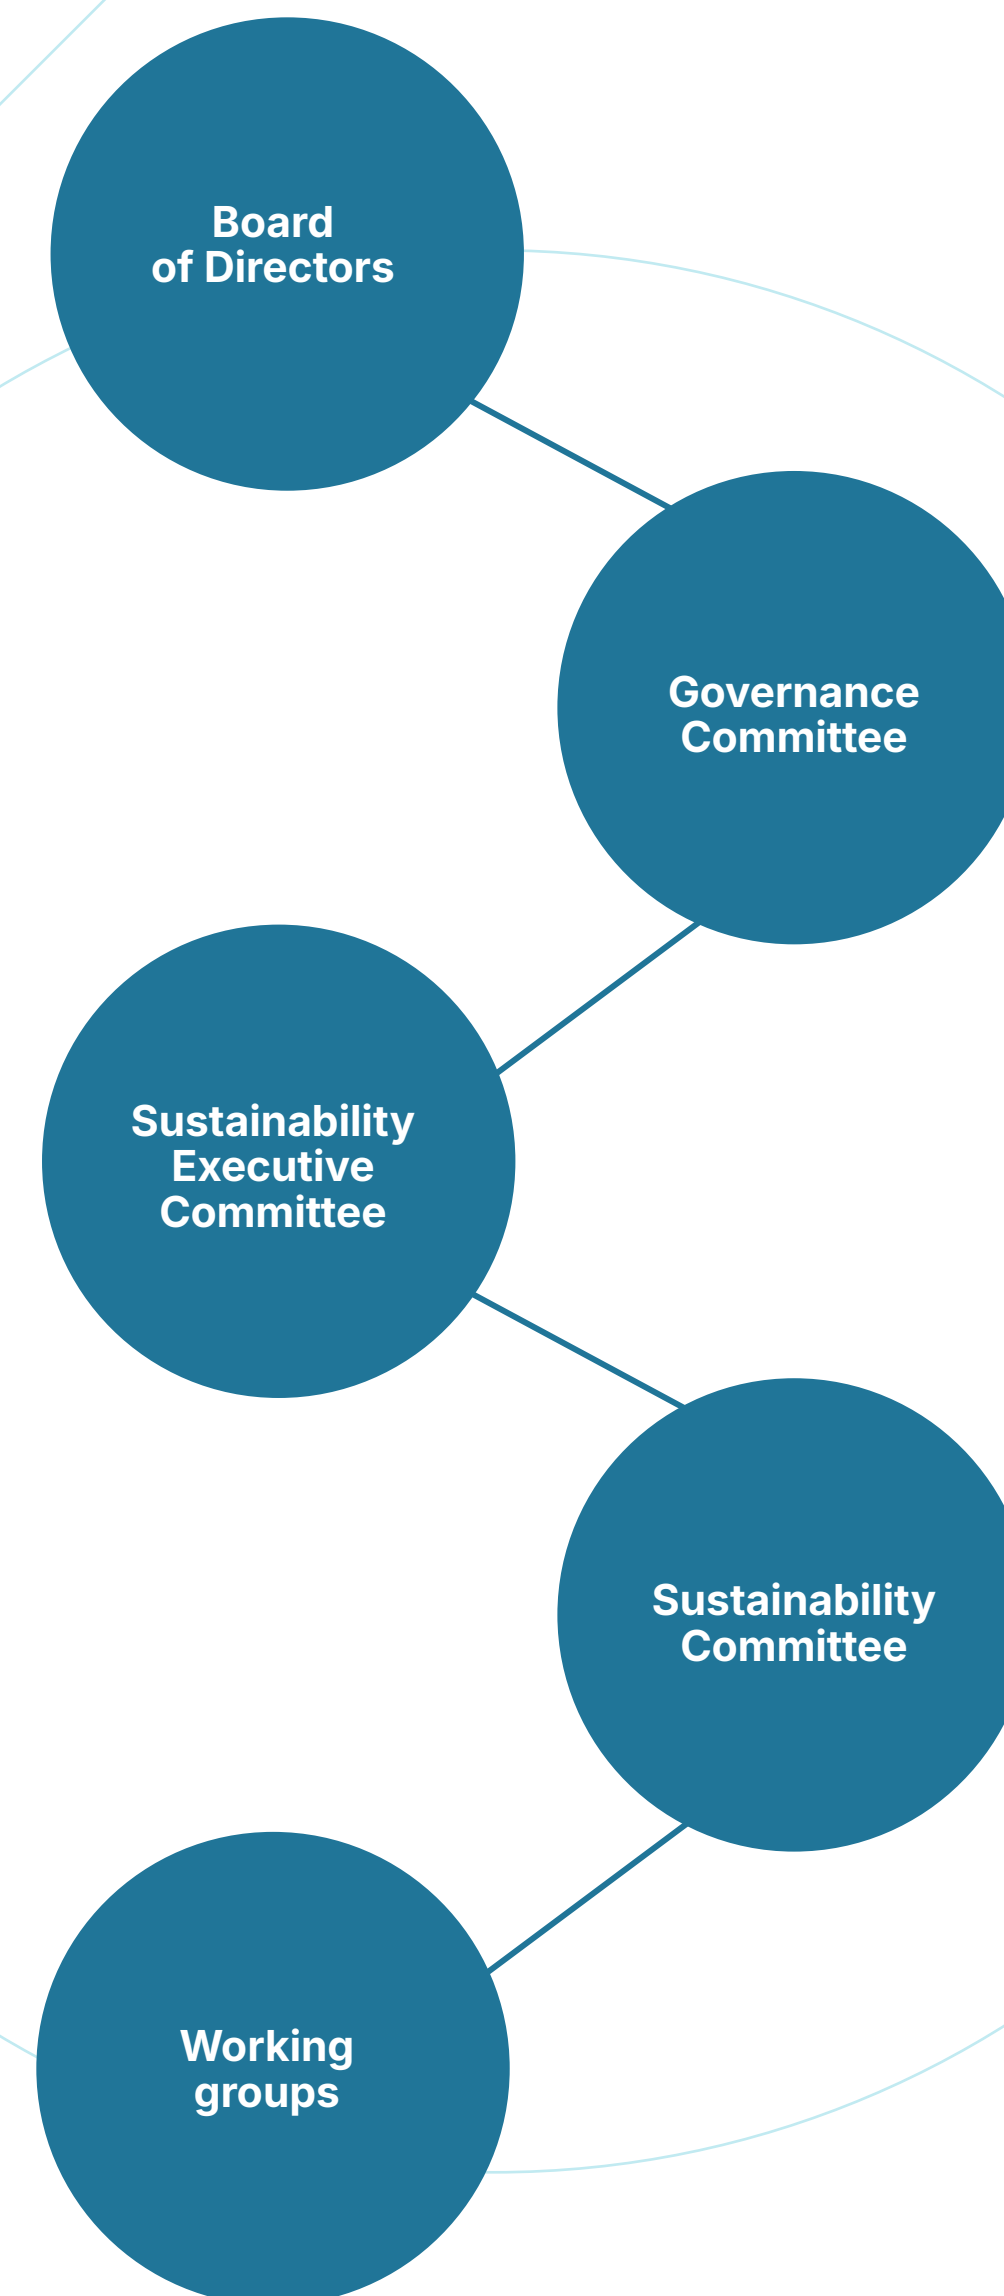 Board
of Directors
Governance
Committee
Sustainability
Executive
Committee
Sustainability
Committee
Working
groups